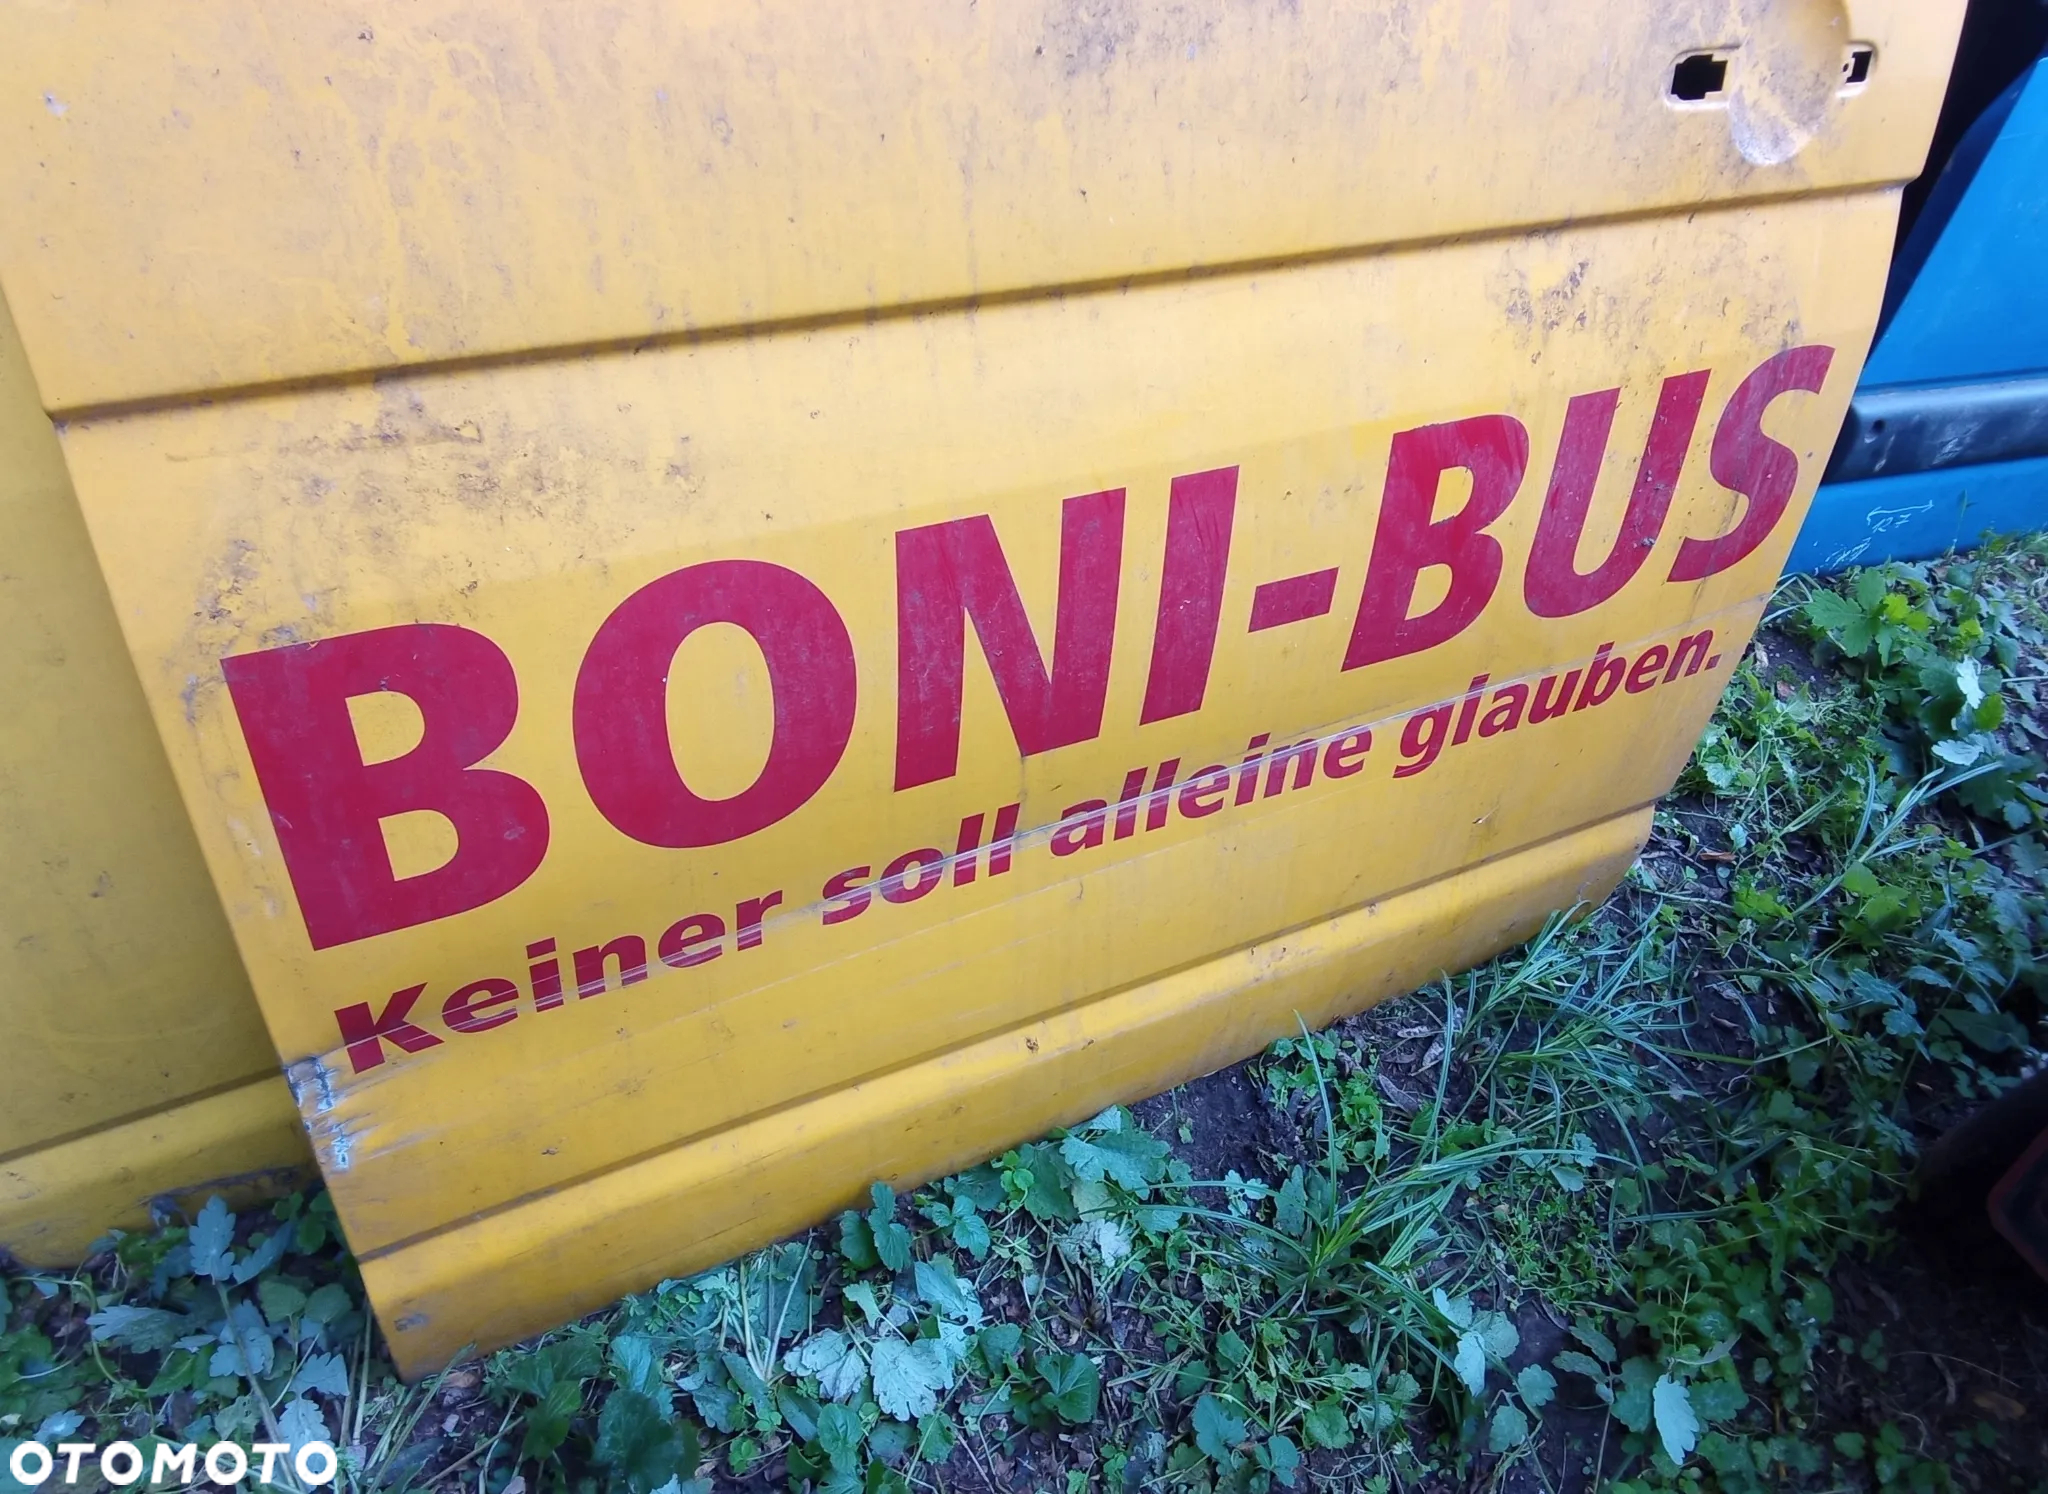 BONI-BUS
Keiner soll alleine glauben.
OTOMOTO